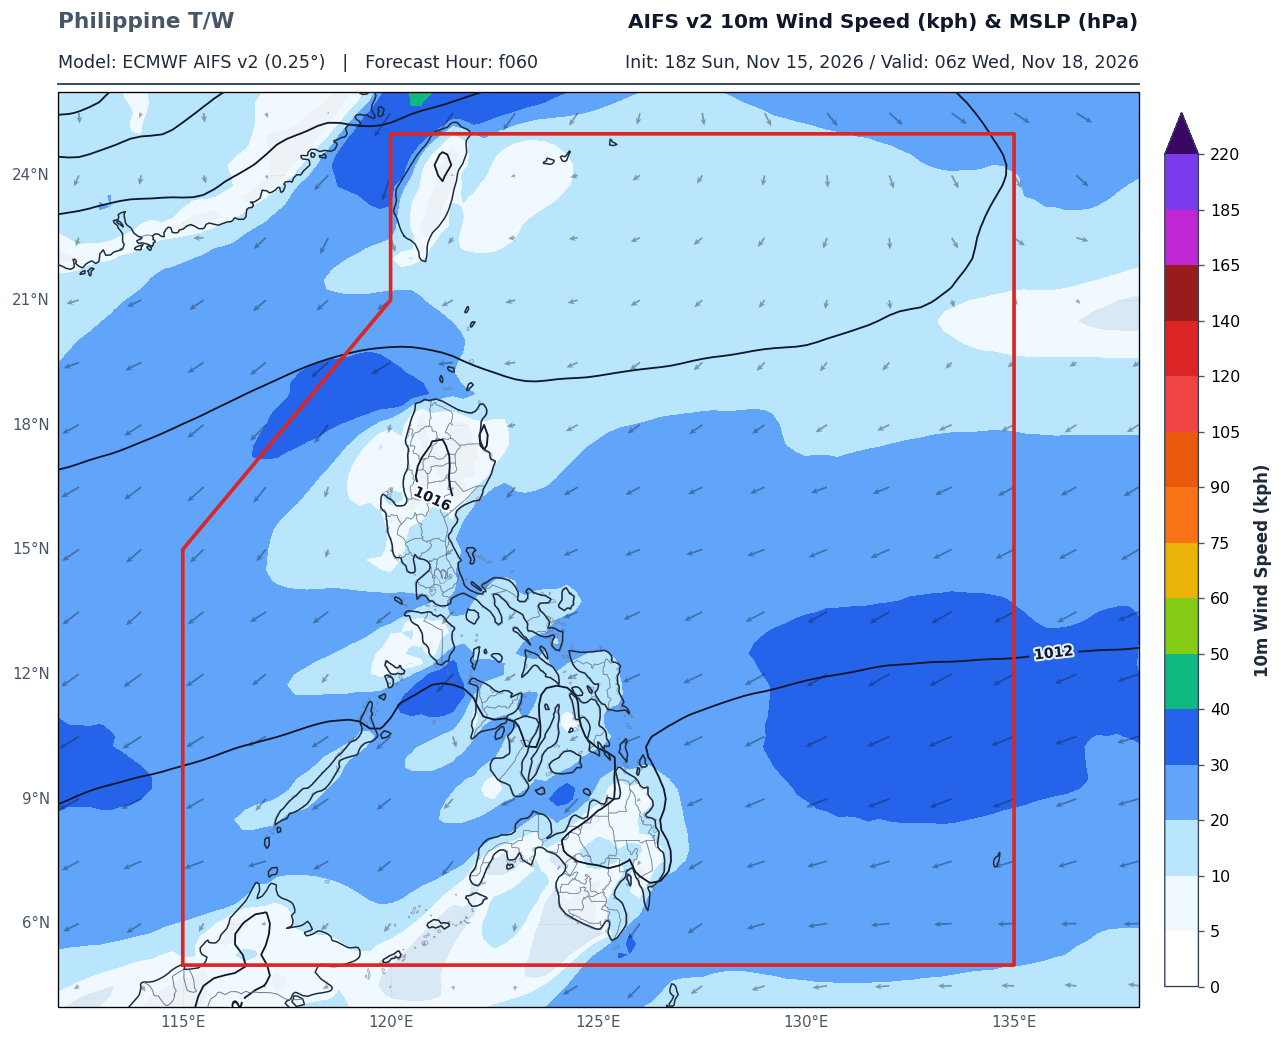 Philippine T/W
AIFS v2 10m Wind Speed (kph) & MSLP (hPa)
Model: ECMWF AIFS v2 (0.25°) | Forecast Hour: f060
Init: 18z Sun, Nov 15, 2026 / Valid: 06z Wed, Nov 18, 2026
24°N
21°N
18°N
15°N
12°N
9°N
6°N
1016
1012
2
115°E
120°E
125°E
130°E
135°E
220
185
165
140
120
105
90
75
60
50
40
30
20
10
5
0
10m Wind Speed (kph)